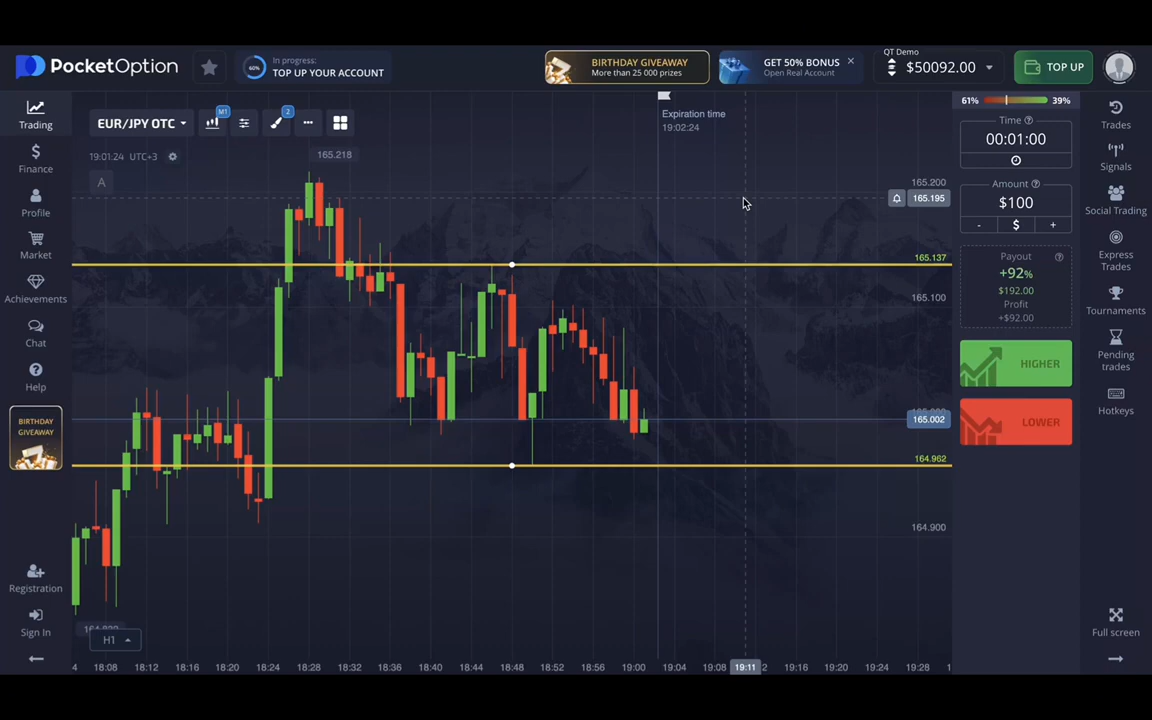 PocketOption
60%
In progress:
TOP UP YOUR ACCOUNT
BIRTHDAY GIVEAWAY
More than 25 000 prizes
GET 50% BONUS
Open Real Account
QT Demo
$50092.00
TOP UP
Trading
Finance
Profile
Market
Achievements
Chat
Help
BIRTHDAY
GIVEAWAY
Registration
Sign In
EUR/JPY OTC
M1
2
19:01:24 UTC+3
A
165.218
Expiration time
19:02:24
165.200
165.195
165.137
165.100
165.002
164.962
164.900
H1
4 18:08 18:12 18:16 18:20 18:24 18:28 18:32 18:36 18:40 18:44 18:48 18:52 18:56 19:00 19:04 19:08 19:11 2 19:16 19:20 19:24 19:28 1
61% 39%
Time
00:01:00
Amount
$100
- $ +
Payout
+92%
$192.00
Profit
+$92.00
HIGHER
LOWER
Trades
Signals
Social Trading
Express
Trades
Tournaments
Pending
trades
Hotkeys
Full screen